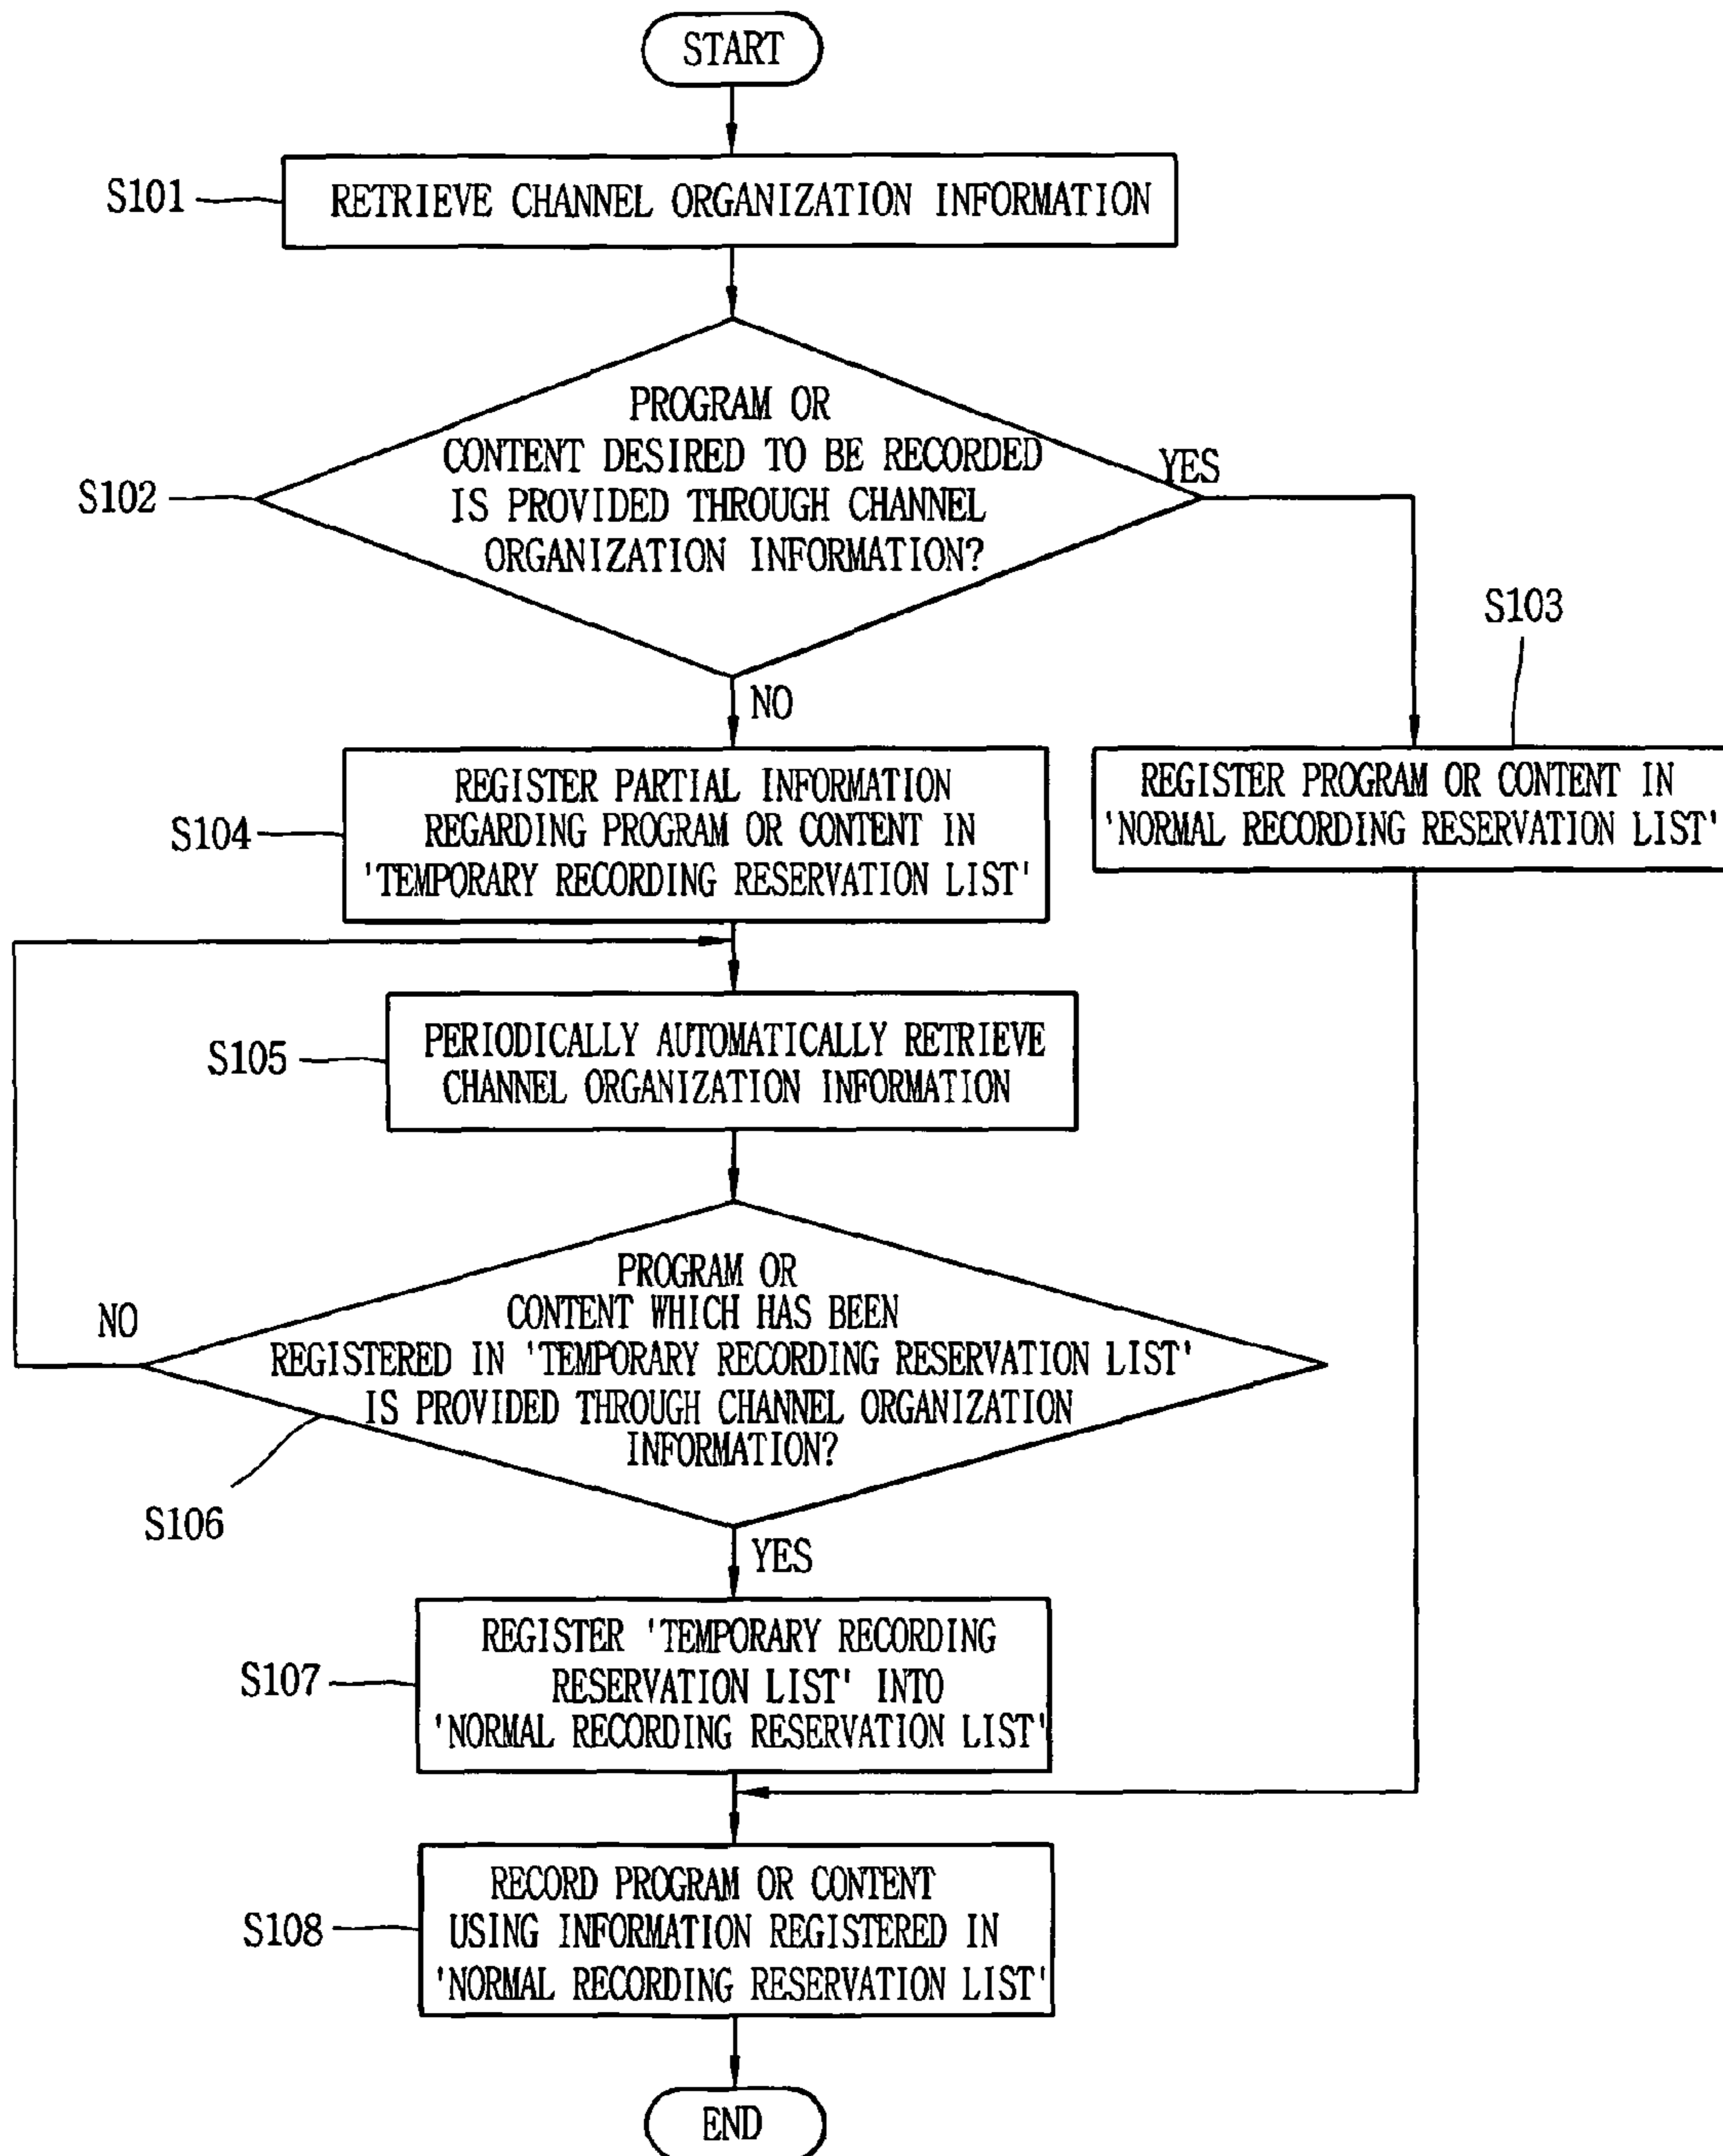 START
S101
RETRIEVE CHANNEL ORGANIZATION INFORMATION
PROGRAM OR
CONTENT DESIRED TO BE RECORDED
IS PROVIDED THROUGH CHANNEL
ORGANIZATION INFORMATION?
S102
YES
NO
S103
REGISTER PROGRAM OR CONTENT IN
'NORMAL RECORDING RESERVATION LIST'
S104
REGISTER PARTIAL INFORMATION
REGARDING PROGRAM OR CONTENT IN
'TEMPORARY RECORDING RESERVATION LIST'
S105
PERIODICALLY AUTOMATICALLY RETRIEVE
CHANNEL ORGANIZATION INFORMATION
PROGRAM OR
CONTENT WHICH HAS BEEN
REGISTERED IN 'TEMPORARY RECORDING RESERVATION LIST'
IS PROVIDED THROUGH CHANNEL ORGANIZATION
INFORMATION?
NO
S106
YES
S107
REGISTER 'TEMPORARY RECORDING
RESERVATION LIST' INTO
'NORMAL RECORDING RESERVATION LIST'
S108
RECORD PROGRAM OR CONTENT
USING INFORMATION REGISTERED IN
'NORMAL RECORDING RESERVATION LIST'
END